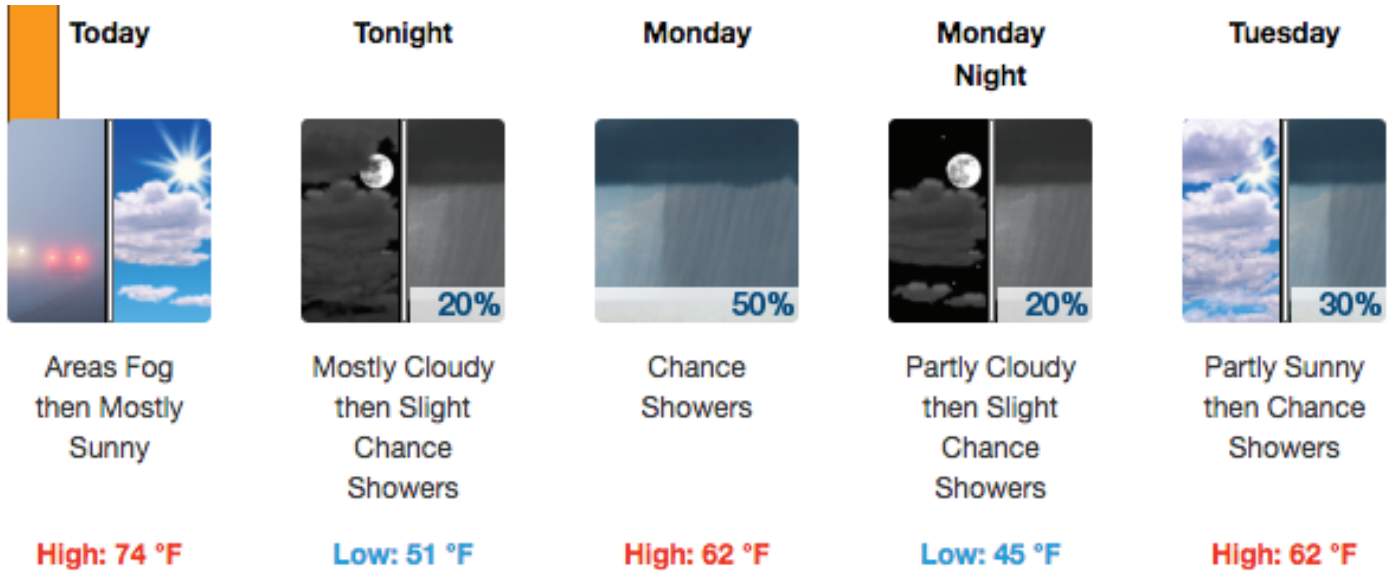 Today
Areas Fog
then Mostly
Sunny
High: 74 °F
Tonight
20%
Mostly Cloudy
then Slight
Chance
Showers
Low: 51 °F
Monday
50%
Chance
Showers
High: 62 °F
Monday
Night
20%
Partly Cloudy
then Slight
Chance
Showers
Low: 45 °F
Tuesday
30%
Partly Sunny
then Chance
Showers
High: 62 °F